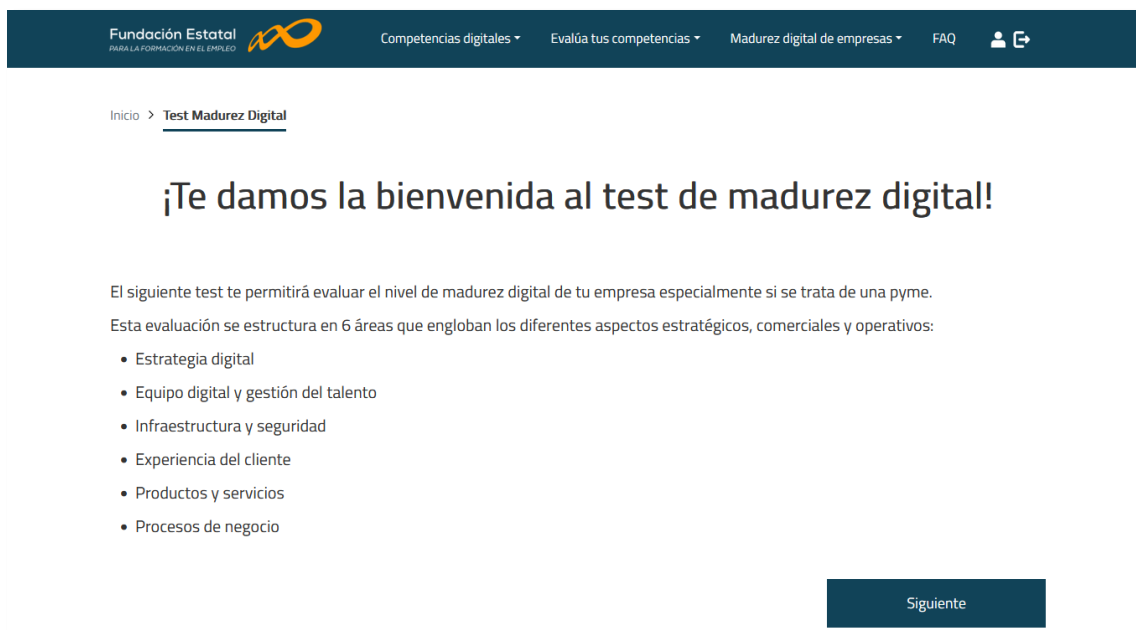 Fundación Estatal
PARA LA FORMACIÓN EN EL EMPLEO
Competencias digitales
Evalúa tus competencias
Madurez digital de empresas
FAQ
Inicio > Test Madurez Digital
¡Te damos la bienvenida al test de madurez digital!
El siguiente test te permitirá evaluar el nivel de madurez digital de tu empresa especialmente si se trata de una pyme.
Esta evaluación se estructura en 6 áreas que engloban los diferentes aspectos estratégicos, comerciales y operativos:
• Estrategia digital
• Equipo digital y gestión del talento
• Infraestructura y seguridad
• Experiencia del cliente
• Productos y servicios
• Procesos de negocio
Siguiente